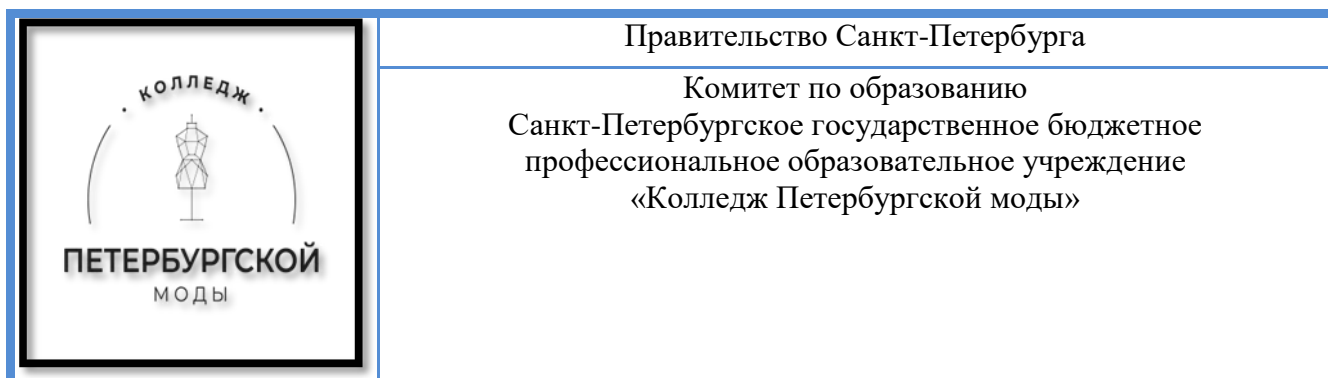 · КОЛЛЕДЖ ·
ПЕТЕРБУРГСКОЙ
МОДЫ
Правительство Санкт-Петербурга
Комитет по образованию
Санкт-Петербургское государственное бюджетное
профессиональное образовательное учреждение
«Колледж Петербургской моды»